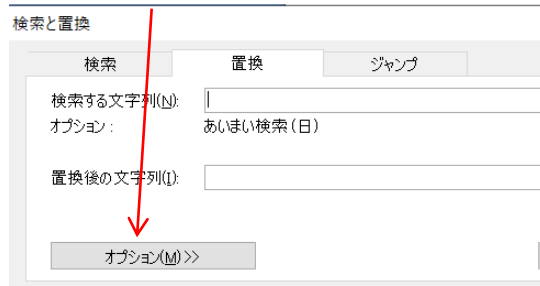 検索と置換
検索 置換 ジャンプ
検索する文字列(N):
オプション: あいまい検索(日)
置換後の文字列(I):
オプション(M)>>